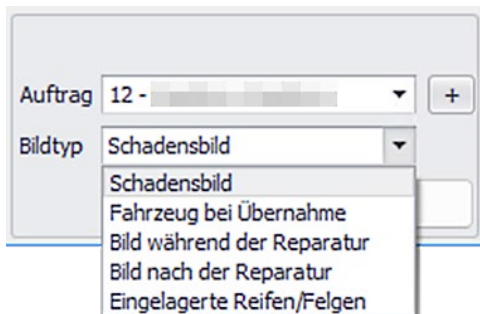 Auftrag 12 -
+
Bildtyp Schadensbild
Schadensbild
Fahrzeug bei Übernahme
Bild während der Reparatur
Bild nach der Reparatur
Eingelagerte Reifen/Felgen